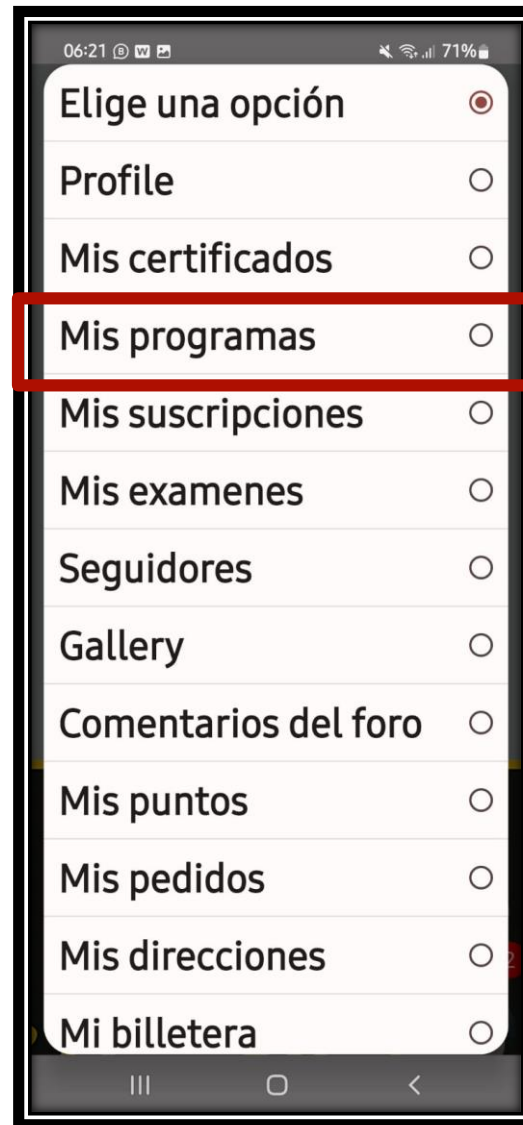 06:21 71%
Elige una opción
Profile
Mis certificados
Mis programas
Mis suscripciones
Mis examenes
Seguidores
Gallery
Comentarios del foro
Mis puntos
Mis pedidos
Mis direcciones
2
Mi billetera